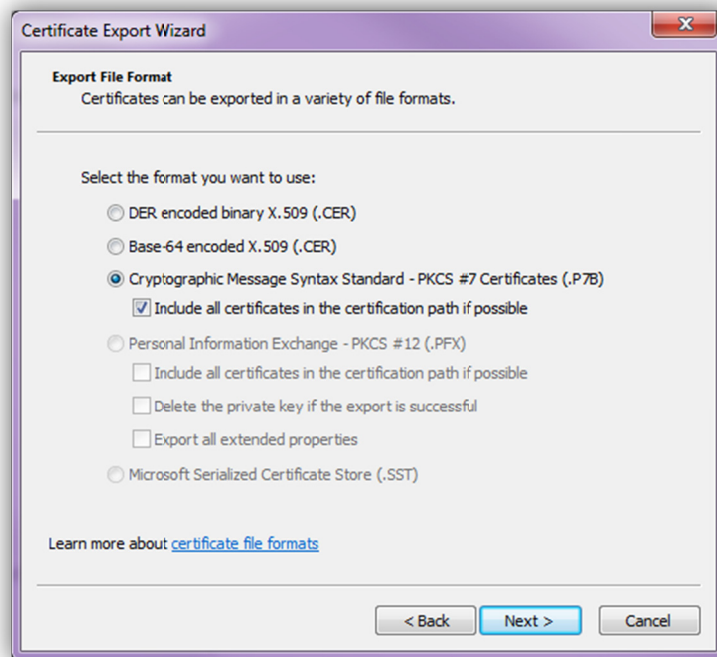 Certificate Export Wizard
Export File Format
Certificates can be exported in a variety of file formats.
Select the format you want to use:
DER encoded binary X.509 (.CER)
Base-64 encoded X.509 (.CER)
Cryptographic Message Syntax Standard - PKCS #7 Certificates (.P7B)
Include all certificates in the certification path if possible
Personal Information Exchange - PKCS #12 (.PFX)
Include all certificates in the certification path if possible
Delete the private key if the export is successful
Export all extended properties
Microsoft Serialized Certificate Store (.SST)
Learn more about certificate file formats
< Back Next > Cancel